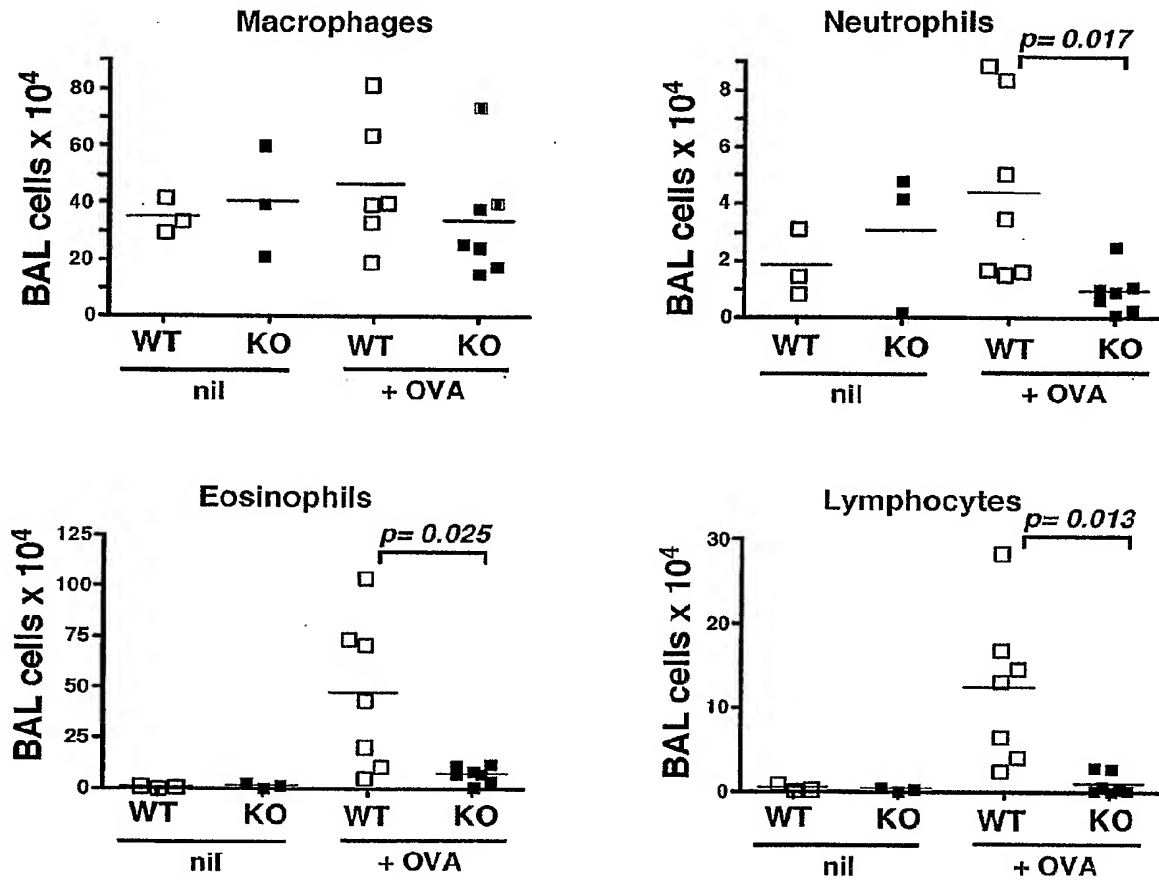 Macrophages
BAL cells x 10⁴
80
60
40
20
0
WT KO WT KO
nil + OVA
Neutrophils
p= 0.017
BAL cells x 10⁴
8
6
4
2
0
WT KO WT KO
nil + OVA
Eosinophils
p= 0.025
BAL cells x 10⁴
125
100
75
50
25
0
WT KO WT KO
nil + OVA
Lymphocytes
p= 0.013
BAL cells x 10⁴
30
20
10
0
WT KO WT KO
nil + OVA